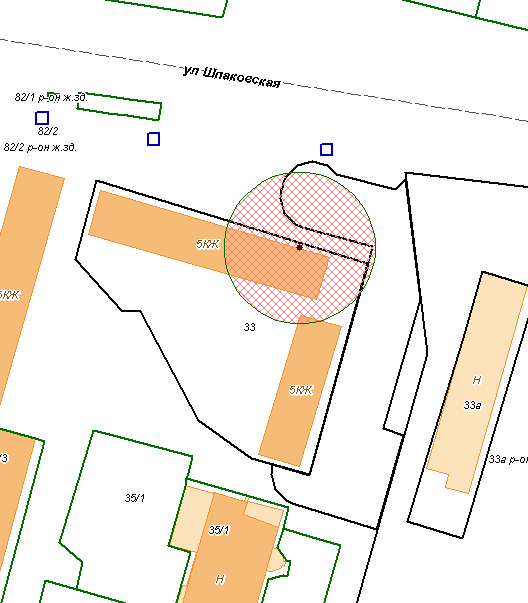 ул Шпаковская
82/1 р-он ж.зд.
82/2
82/2 р-он ж.зд.
5КЖ
5КЖ
33
5КЖ
Н
33а
33а р-он
/3
35/1
35/1
Н